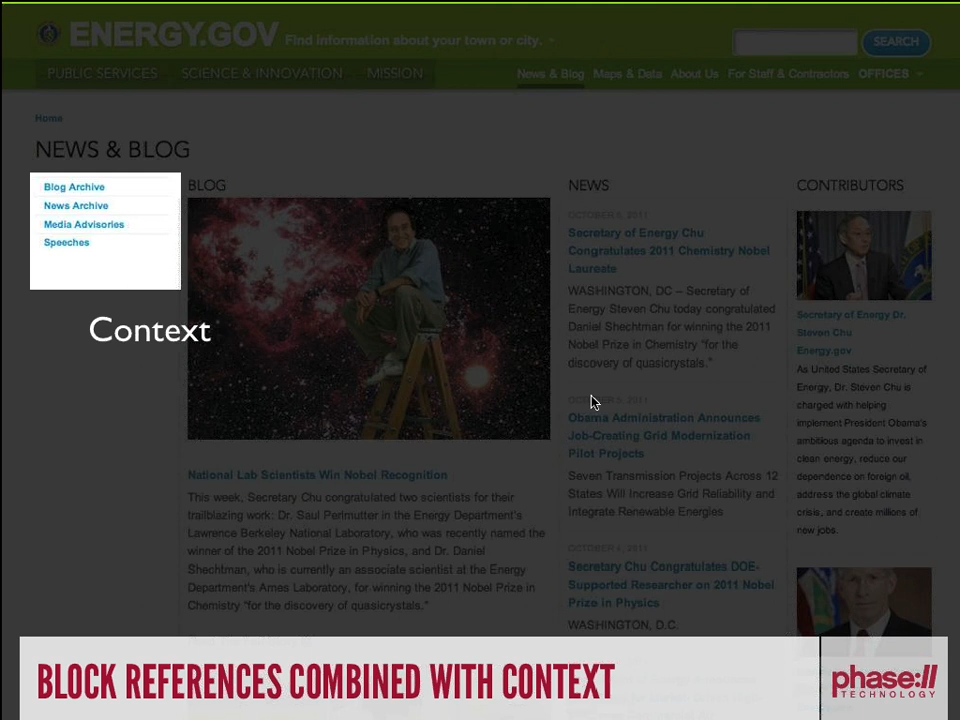 ENERGY.GOV Find information about your town or city.
SEARCH
PUBLIC SERVICES SCIENCE & INNOVATION MISSION News & Blog Maps & Data About Us For Staff & Contractors OFFICES
Home
NEWS & BLOG
Blog Archive
News Archive
Media Advisories
Speeches
Context
BLOG
National Lab Scientists Win Nobel Recognition
This week, Secretary Chu congratulated two scientists for their
trailblazing work: Dr. Saul Perlmutter in the Energy Department's
Lawrence Berkeley National Laboratory, who was recently named the
winner of the 2011 Nobel Prize in Physics, and Dr. Daniel
Shechtman, who is currently an associate scientist at the Energy
Department's Ames Laboratory, for winning the 2011 Nobel Prize in
Chemistry "for the discovery of quasicrystals."
NEWS
Secretary of Energy Chu
Congratulates 2011 Chemistry Nobel
Laureate
WASHINGTON, DC – Secretary of
Energy Steven Chu today congratulated
Daniel Shechtman for winning the 2011
Nobel Prize in Chemistry "for the
discovery of quasicrystals."
Obama Administration Announces
Job-Creating Grid Modernization
Pilot Projects
Seven Transmission Projects Across 12
States Will Increase Grid Reliability and
Integrate Renewable Energies
Secretary Chu Congratulates DOE-
Supported Researcher on 2011 Nobel
Prize in Physics
WASHINGTON, D.C.
CONTRIBUTORS
Secretary of Energy Dr.
Steven Chu
Energy.gov
As United States Secretary of
Energy, Dr. Steven Chu is
charged with helping
implement President Obama's
ambitious agenda to invest in
clean energy, reduce our
dependence on foreign oil,
address the global climate
crisis, and create millions of
new jobs.
BLOCK REFERENCES COMBINED WITH CONTEXT
phase:||
TECHNOLOGY